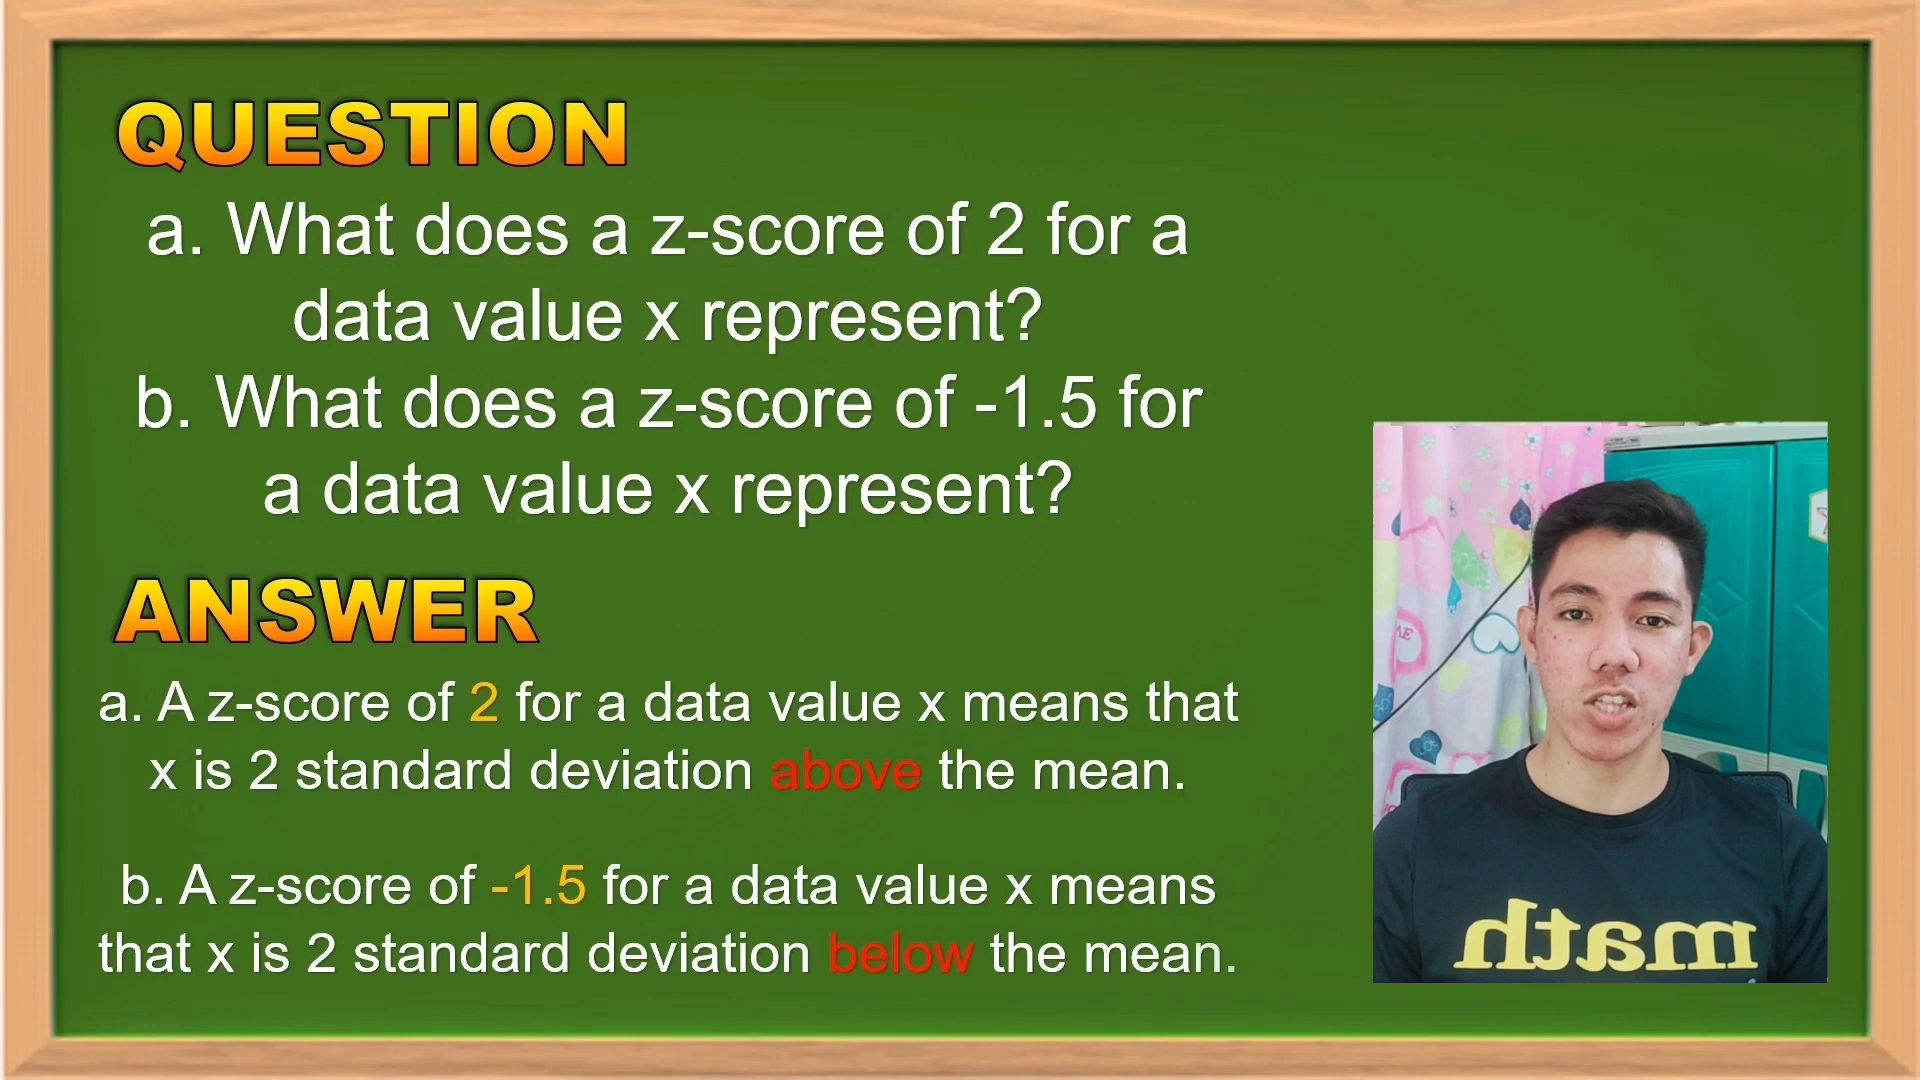 QUESTION
a. What does a z-score of 2 for a
data value x represent?
b. What does a z-score of -1.5 for
a data value x represent?
ANSWER
a. A z-score of 2 for a data value x means that
x is 2 standard deviation above the mean.
b. A z-score of -1.5 for a data value x means
that x is 2 standard deviation below the mean.
math